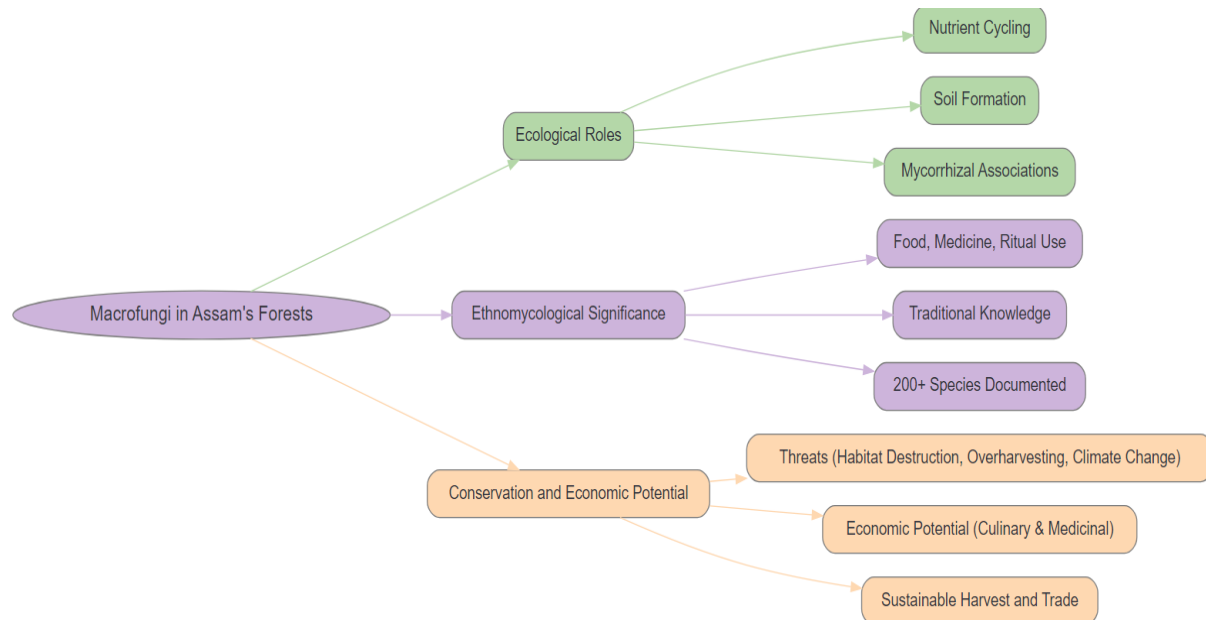 Macrofungi in Assam's Forests
Ecological Roles
Nutrient Cycling
Soil Formation
Mycorrhizal Associations
Ethnomycological Significance
Food, Medicine, Ritual Use
Traditional Knowledge
200+ Species Documented
Conservation and Economic Potential
Threats (Habitat Destruction, Overharvesting, Climate Change)
Economic Potential (Culinary & Medicinal)
Sustainable Harvest and Trade